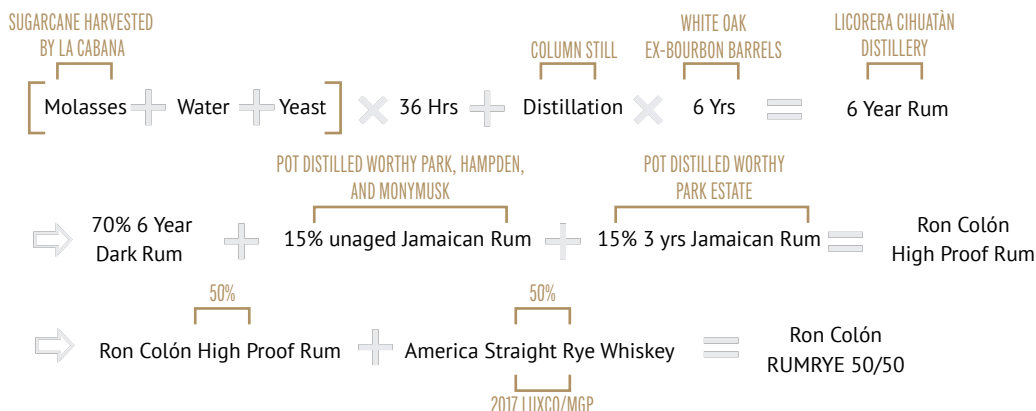 SUGARCANE HARVESTED
BY LA CABANA
COLUMN STILL
WHITE OAK
EX-BOURBON BARRELS
LICORERA CIHUATÀN
DISTILLERY
[Molasses + Water + Yeast] × 36 Hrs + Distillation × 6 Yrs = 6 Year Rum
POT DISTILLED WORTHY PARK, HAMPDEN,
AND MONYMUSK
POT DISTILLED WORTHY
PARK ESTATE
70% 6 Year
Dark Rum
+ 15% unaged Jamaican Rum + 15% 3 yrs Jamaican Rum =
Ron Colón
High Proof Rum
50%
50%
Ron Colón High Proof Rum + America Straight Rye Whiskey =
Ron Colón
RUMRYE 50/50
2017 LUXCO/MGP